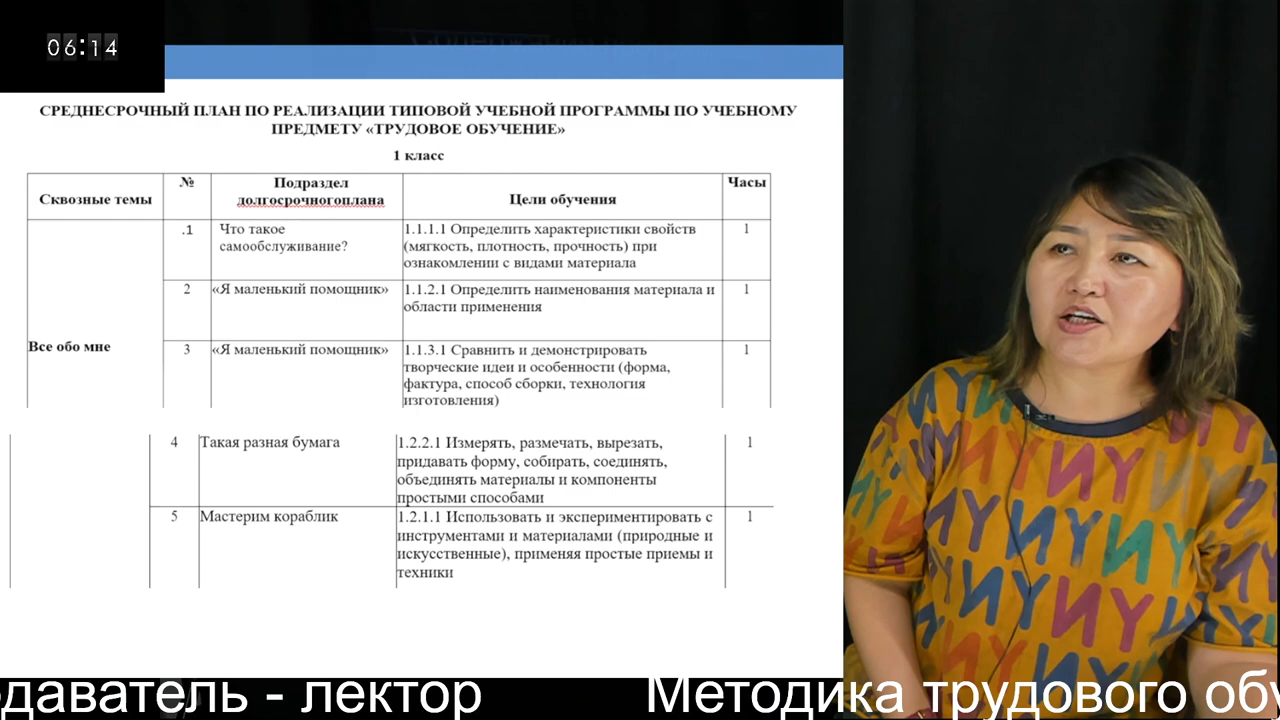 06:14
СРЕДНЕСРОЧНЫЙ ПЛАН ПО РЕАЛИЗАЦИИ ТИПОВОЙ УЧЕБНОЙ ПРОГРАММЫ ПО УЧЕБНОМУ
ПРЕДМЕТУ «ТРУДОВОЕ ОБУЧЕНИЕ»
1 класс
Сквозные темы
№
Подраздел
долгосрочногоплана
Цели обучения
Часы
Все обо мне
.1
Что такое
самообслуживание?
1.1.1.1 Определить характеристики свойств
(мягкость, плотность, прочность) при
ознакомлении с видами материала
1
2
«Я маленький помощник»
1.1.2.1 Определить наименования материала и
области применения
1
3
«Я маленький помощник»
1.1.3.1 Сравнить и демонстрировать
творческие идеи и особенности (форма,
фактура, способ сборки, технология
изготовления)
1
4
Такая разная бумага
1.2.2.1 Измерять, размечать, вырезать,
придавать форму, собирать, соединять,
объединять материалы и компоненты
простыми способами
1
5
Мастерим кораблик
1.2.1.1 Использовать и экспериментировать с
инструментами и материалами (природные и
искусственные), применяя простые приемы и
техники
1
даватель - лектор
Методика трудового обу